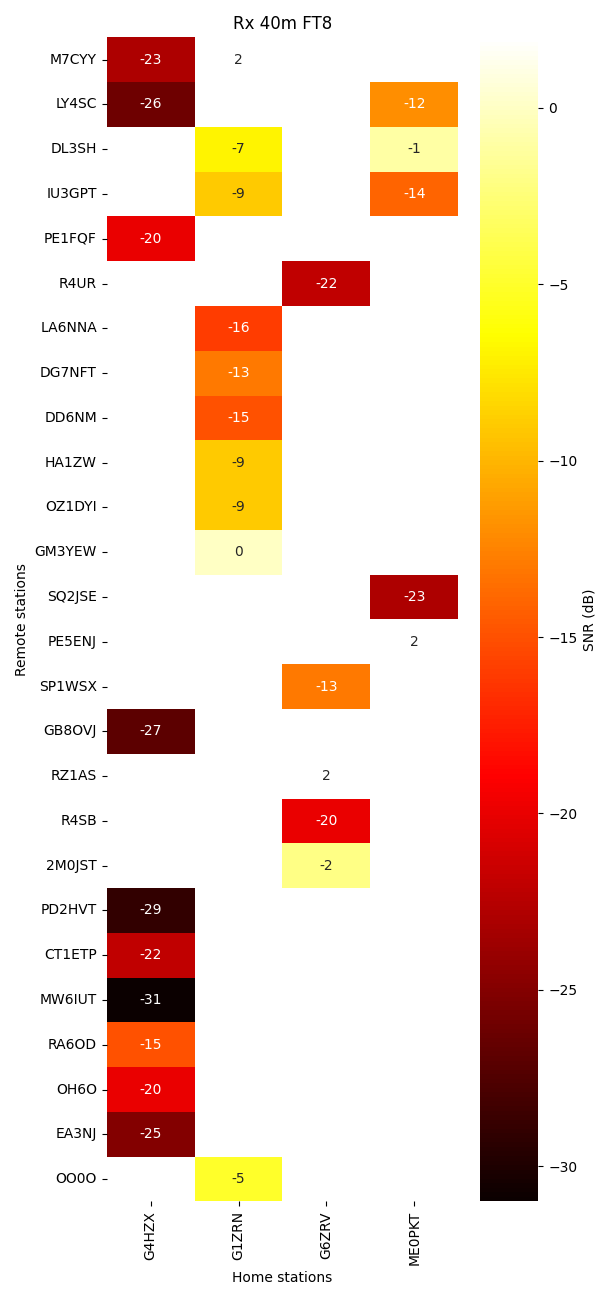 Rx 40m FT8
M7CYY -23 2
LY4SC -26 -12
DL3SH -7 -1
IU3GPT -9 -14
PE1FQF -20
R4UR -22
LA6NNA -16
DG7NFT -13
DD6NM -15
HA1ZW -9
OZ1DYI -9
GM3YEW 0
SQ2JSE -23
PE5ENJ 2
SP1WSX -13
GB8OVJ -27
RZ1AS 2
R4SB -20
2M0JST -2
PD2HVT -29
CT1ETP -22
MW6IUT -31
RA6OD -15
OH6O -20
EA3NJ -25
OO0O -5
Remote stations
G4HZX
G1ZRN
G6ZRV
ME0PKT
Home stations
0
−5
−10
−15
−20
−25
−30
SNR (dB)